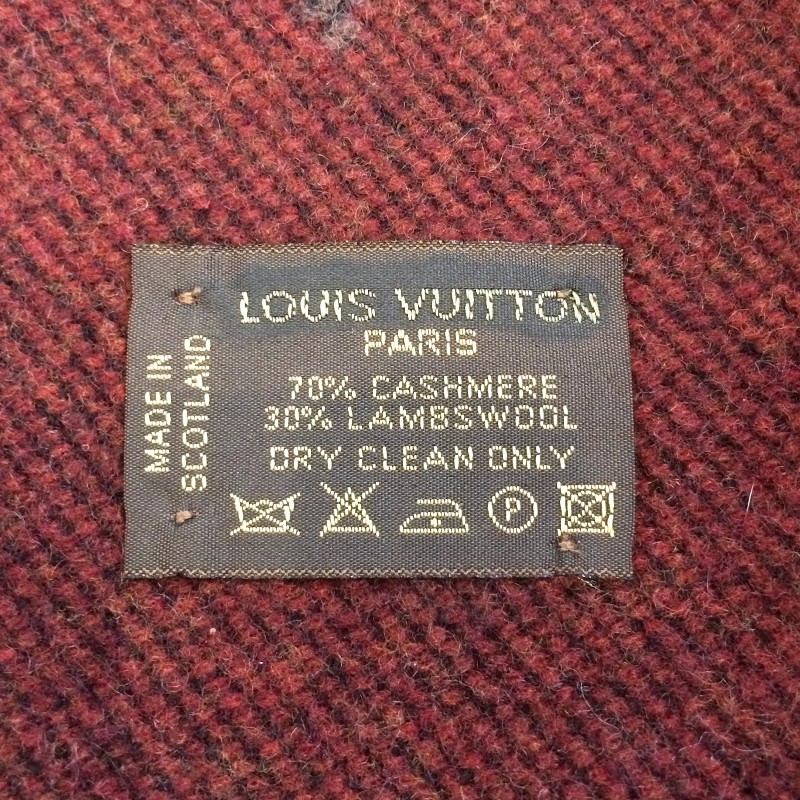 LOUIS VUITTON
PARIS
70% CASHMERE
30% LAMBSWOOL
DRY CLEAN ONLY
P
MADE IN
SCOTLAND